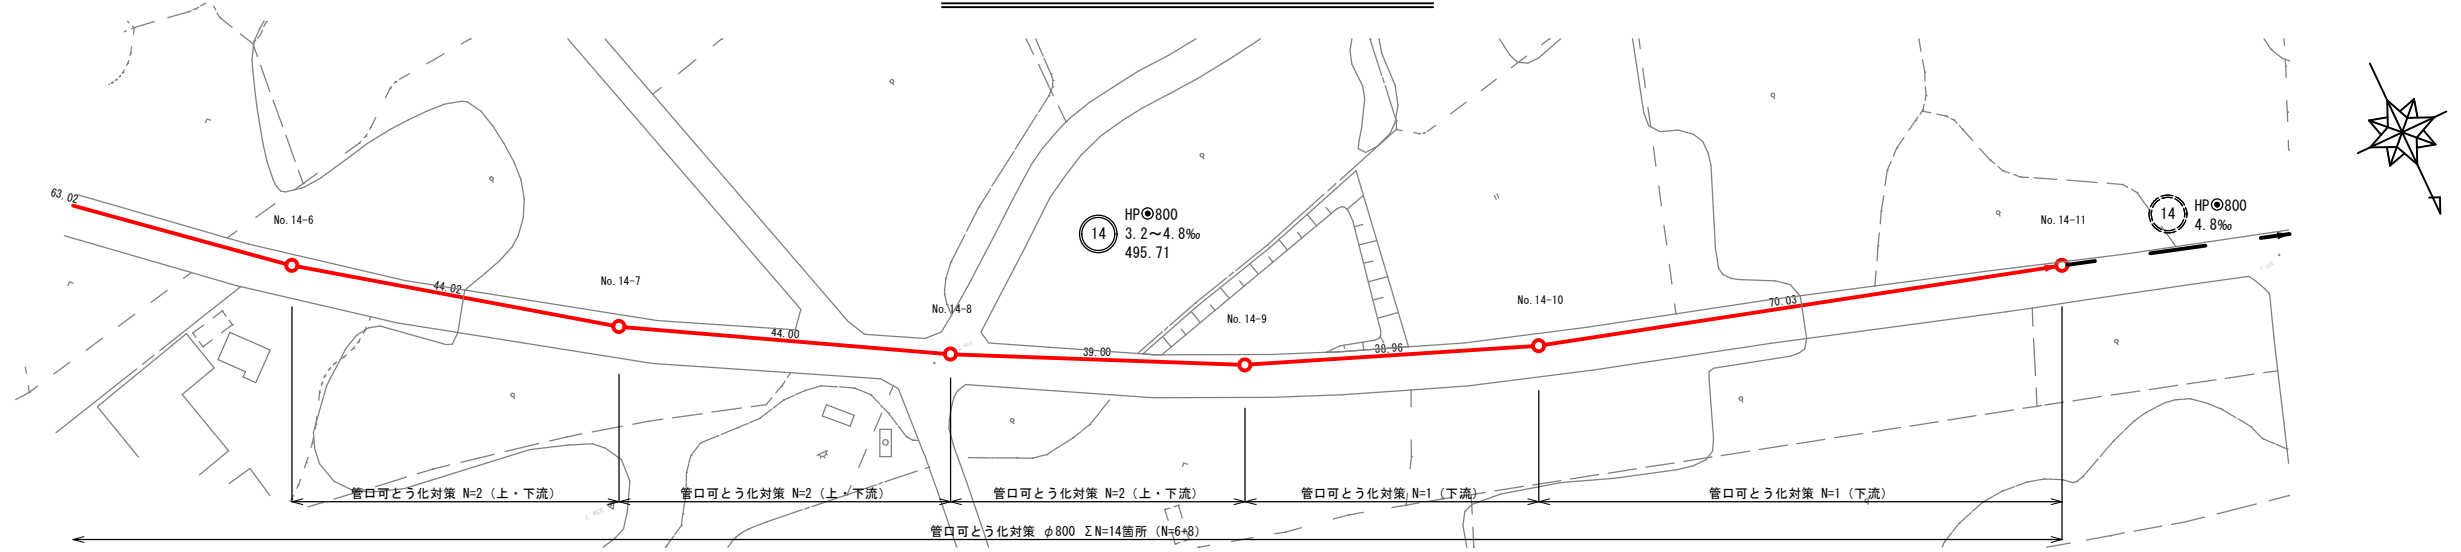 63.02
No.14-6
44.02
No.14-7
44.00
No.14-8
39.00
14
HP◉800
3.2～4.8‰
495.71
No.14-9
38.96
No.14-10
70.03
No.14-11
14
HP◉800
4.8‰
管口可とう化対策 N=2 (上・下流)
管口可とう化対策 N=2 (上・下流)
管口可とう化対策 N=2 (上・下流)
管口可とう化対策 N=1 (下流)
管口可とう化対策 N=1 (下流)
管口可とう化対策 φ800 ΣN=14箇所 (N=6+8)